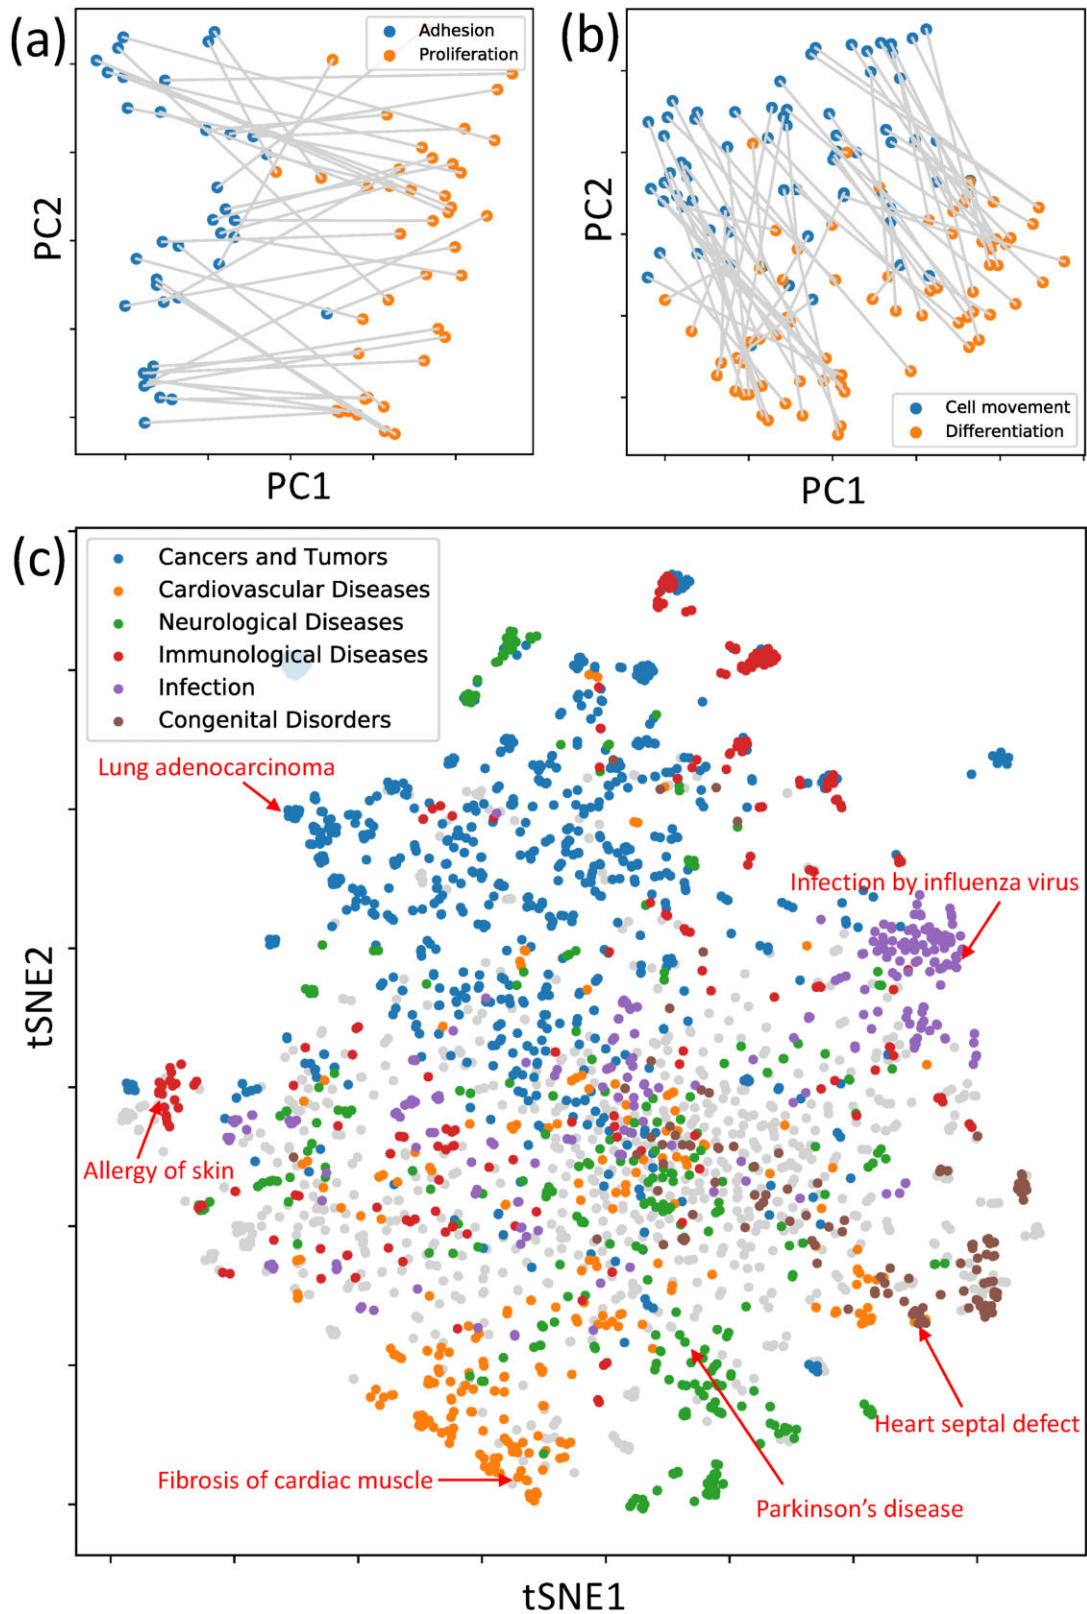 (a)
Adhesion
Proliferation
PC2
PC1
(b)
Cell movement
Differentiation
PC2
PC1
(c)
Cancers and Tumors
Cardiovascular Diseases
Neurological Diseases
Immunological Diseases
Infection
Congenital Disorders
Lung adenocarcinoma
Infection by influenza virus
Allergy of skin
Heart septal defect
Fibrosis of cardiac muscle
Parkinson's disease
tSNE2
tSNE1